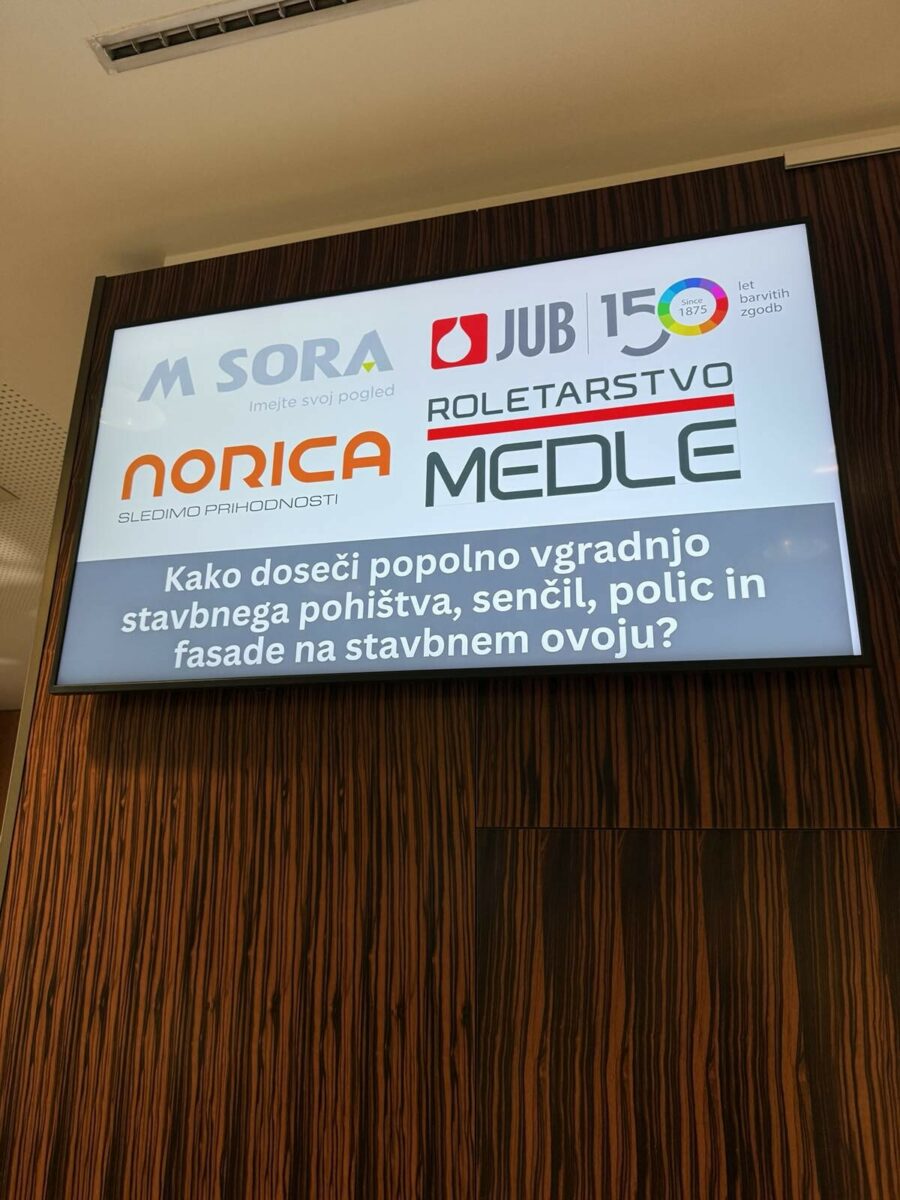 M SORA
Imejte svoj pogled
JUB
150
Since
1875
let
barvitih
zgodb
NORICA
SLEDIMO PRIHODNOSTI
ROLETARSTVO
MEDLE
Kako doseči popolno vgradnjo
stavbnega pohištva, senčil, polic in
fasade na stavbnem ovoju?